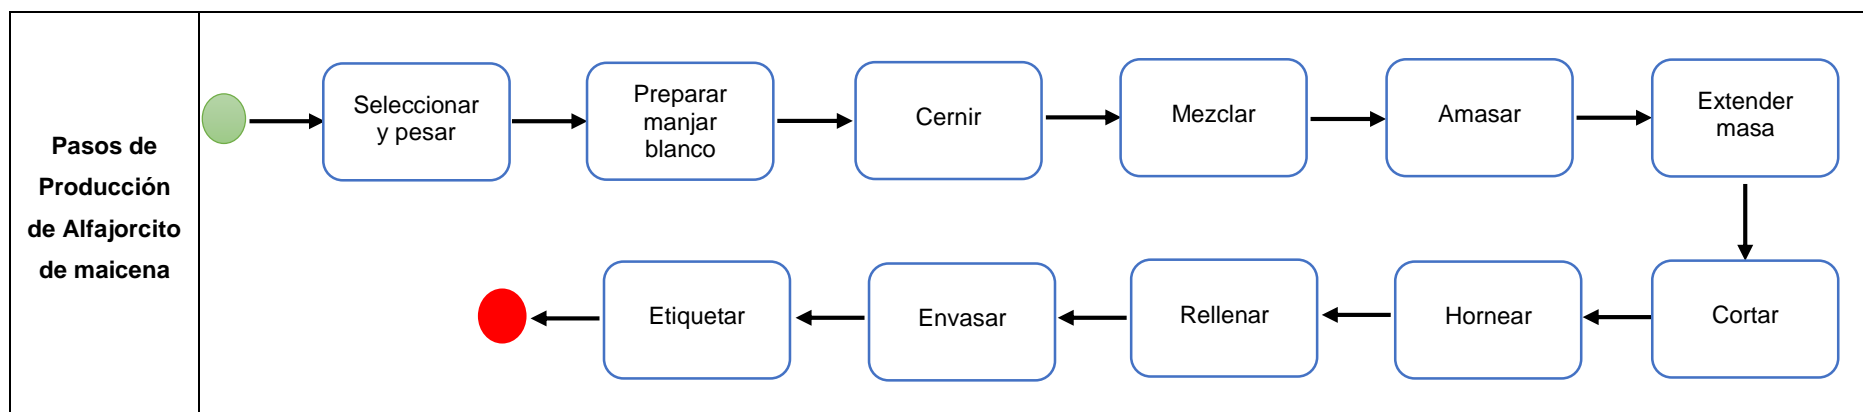 Pasos de
Producción
de Alfajorcito
de maicena
Seleccionar
y pesar
Preparar
manjar
blanco
Cernir
Mezclar
Amasar
Extender
masa
Cortar
Hornear
Rellenar
Envasar
Etiquetar